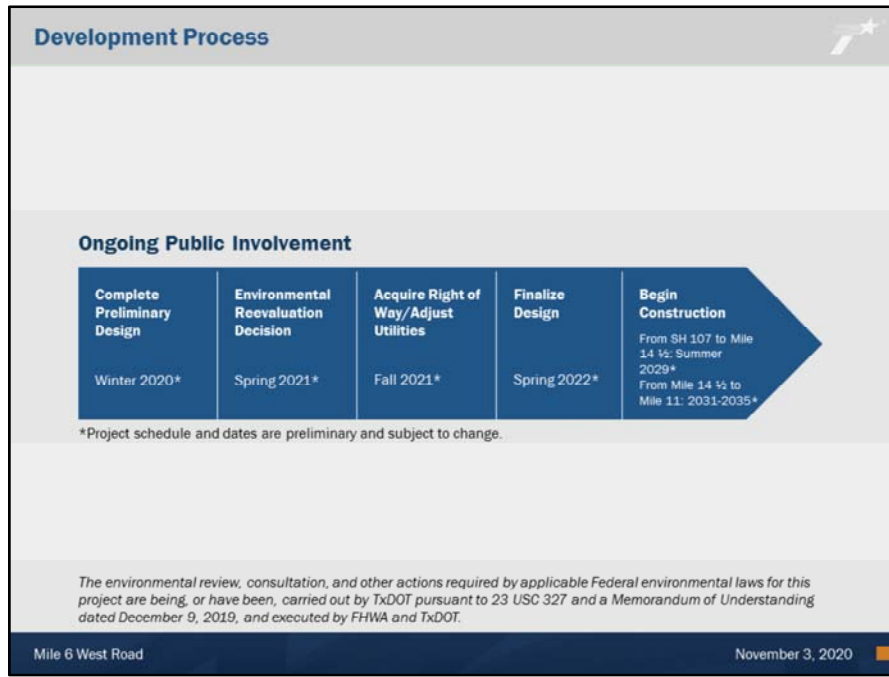 Development Process
Ongoing Public Involvement
Complete
Preliminary
Design
Winter 2020*
Environmental
Reevaluation
Decision
Spring 2021*
Acquire Right of
Way/Adjust
Utilities
Fall 2021*
Finalize
Design
Spring 2022*
Begin
Construction
From SH 107 to Mile
14 ½: Summer
2029*
From Mile 14 ½ to
Mile 11: 2031-2035*
*Project schedule and dates are preliminary and subject to change.
The environmental review, consultation, and other actions required by applicable Federal environmental laws for this
project are being, or have been, carried out by TxDOT pursuant to 23 USC 327 and a Memorandum of Understanding
dated December 9, 2019, and executed by FHWA and TxDOT.
Mile 6 West Road
November 3, 2020